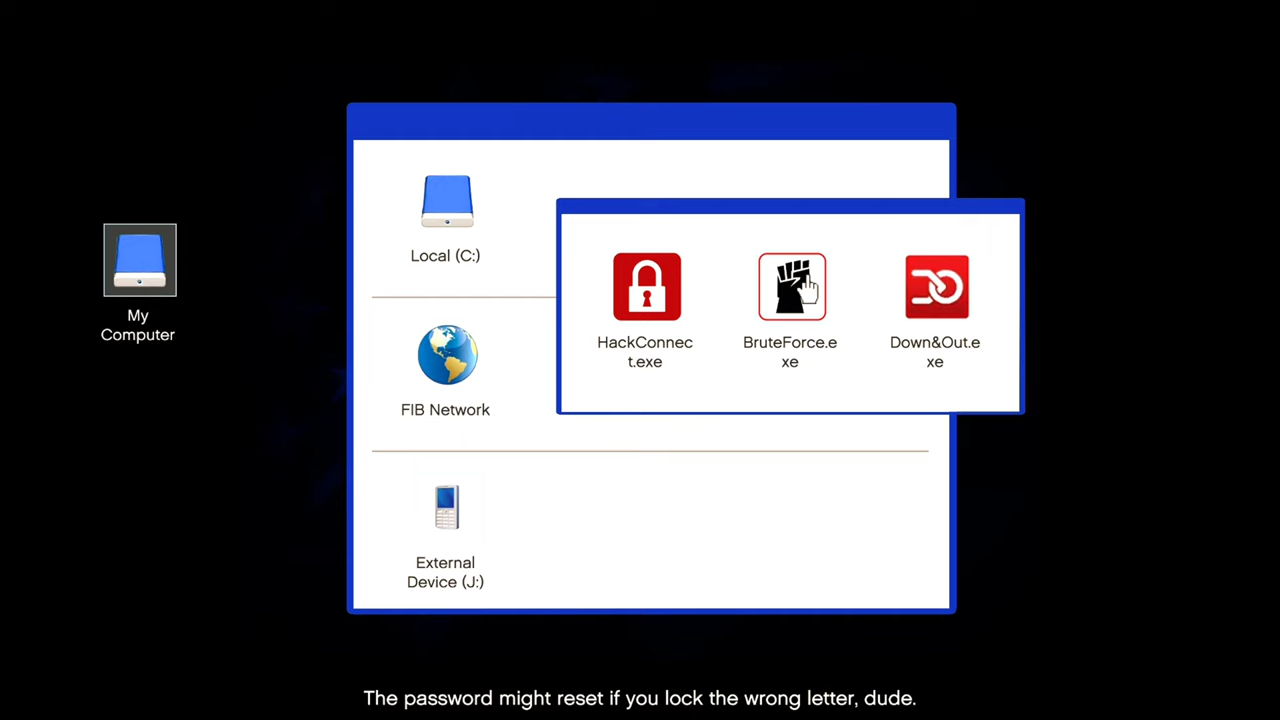 Local (C:)
HackConnec
t.exe
BruteForce.e
xe
Down&Out.e
xe
My
Computer
FIB Network
External
Device (J:)
The password might reset if you lock the wrong letter, dude.